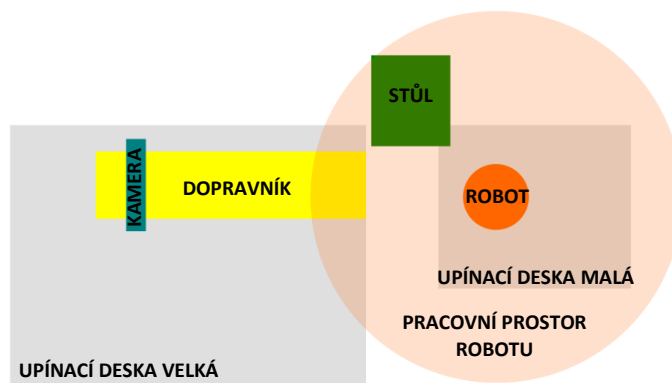 STŮL
KAMERA
DOPRAVNÍK
ROBOT
UPÍNACÍ DESKA MALÁ
PRACOVNÍ PROSTOR
ROBOTU
UPÍNACÍ DESKA VELKÁ